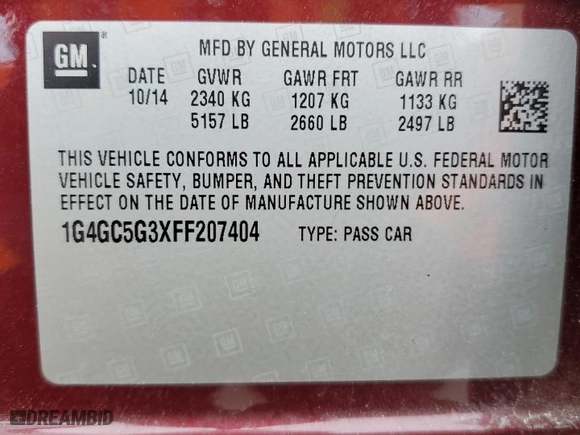 GM
MFD BY GENERAL MOTORS LLC
DATE GVWR GAWR FRT GAWR RR
10/14 2340 KG 1207 KG 1133 KG
5157 LB 2660 LB 2497 LB
THIS VEHICLE CONFORMS TO ALL APPLICABLE U.S. FEDERAL MOTOR
VEHICLE SAFETY, BUMPER, AND THEFT PREVENTION STANDARDS IN
EFFECT ON THE DATE OF MANUFACTURE SHOWN ABOVE.
1G4GC5G3XFF207404 TYPE: PASS CAR
DREAMBID